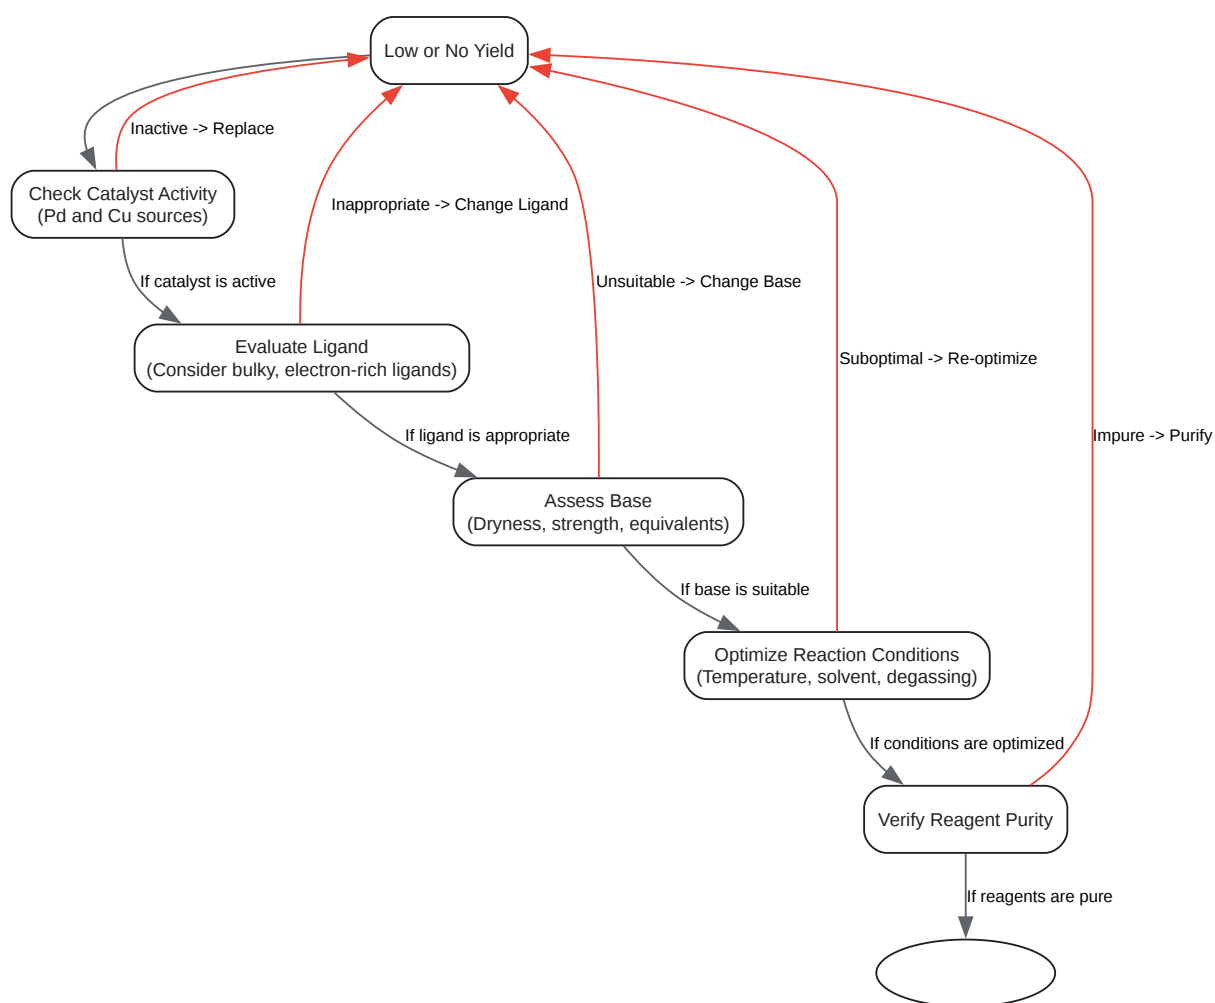 Low or No Yield
Inactive -> Replace
Check Catalyst Activity
(Pd and Cu sources)
Inappropriate -> Change Ligand
If catalyst is active
Unsuitable -> Change Base
Evaluate Ligand
(Consider bulky, electron-rich ligands)
Suboptimal -> Re-optimize
If ligand is appropriate
Impure -> Purify
Assess Base
(Dryness, strength, equivalents)
If base is suitable
Optimize Reaction Conditions
(Temperature, solvent, degassing)
If conditions are optimized
Verify Reagent Purity
If reagents are pure